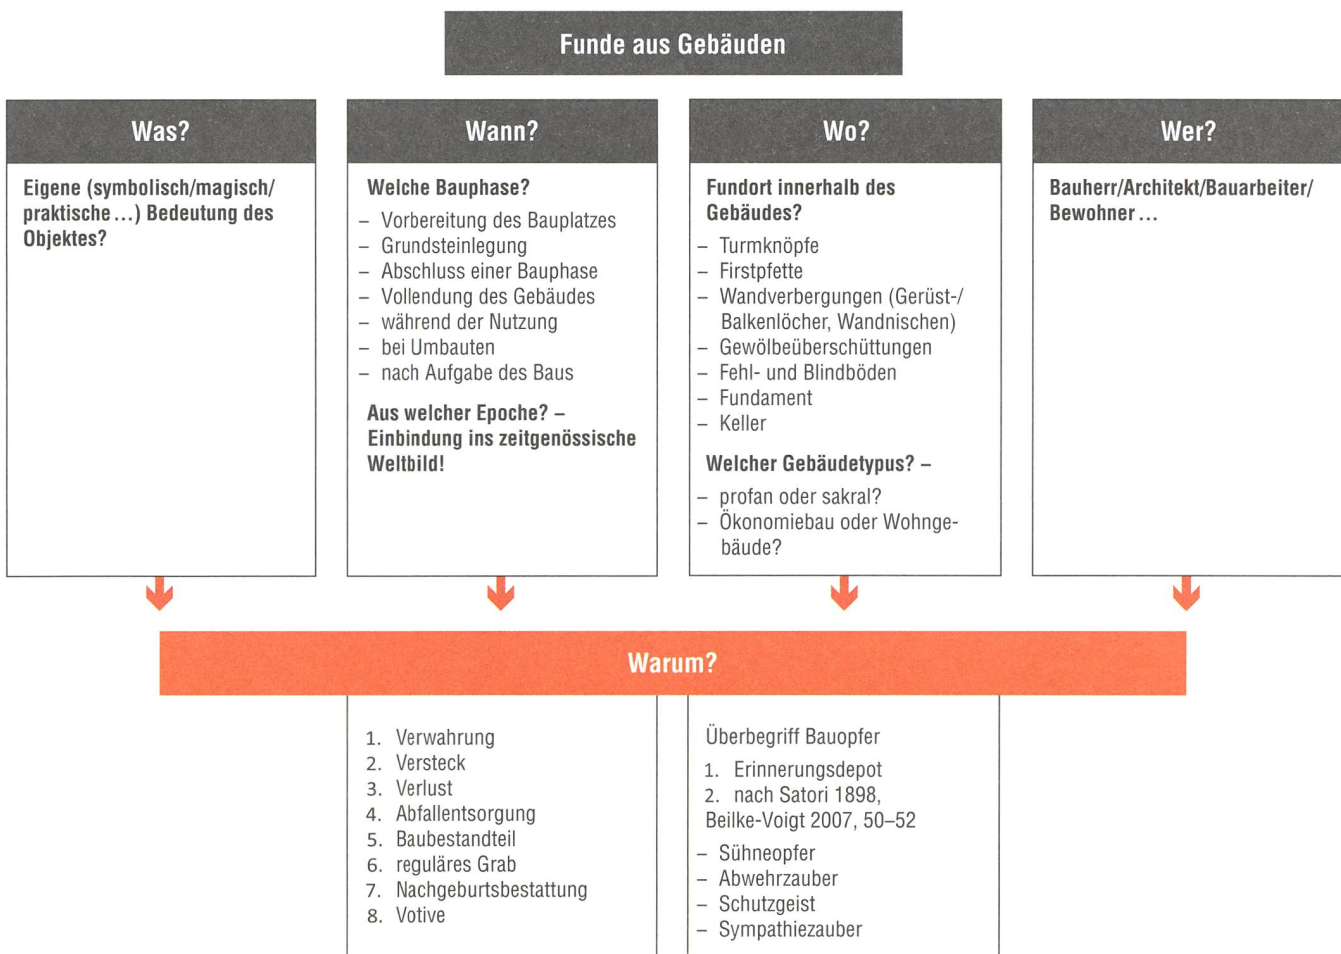 Funde aus Gebäuden
Was?
Eigene (symbolisch/magisch/
praktische ...) Bedeutung des
Objektes?
Wann?
Welche Bauphase?
– Vorbereitung des Bauplatzes
– Grundsteinlegung
– Abschluss einer Bauphase
– Vollendung des Gebäudes
– während der Nutzung
– bei Umbauten
– nach Aufgabe des Baus
Aus welcher Epoche? –
Einbindung ins zeitgenössische
Weltbild!
Wo?
Fundort innerhalb des
Gebäudes?
– Turmknöpfe
– Firstpfette
– Wandverbergungen (Gerüst-/
Balkenlöcher, Wandnischen)
– Gewölbeüberschüttungen
– Fehl- und Blindböden
– Fundament
– Keller
Welcher Gebäudetypus? –
– profan oder sakral?
– Ökonomiebau oder Wohnge-
bäude?
Wer?
Bauherr/Architekt/Bauarbeiter/
Bewohner ...
Warum?
1. Verwahrung
2. Versteck
3. Verlust
4. Abfallentsorgung
5. Baubestandteil
6. reguläres Grab
7. Nachgeburtsbestattung
8. Votive
Überbegriff Bauopfer
1. Erinnerungsdepot
2. nach Satori 1898,
Beilke-Voigt 2007, 50–52
– Sühneopfer
– Abwehrzauber
– Schutzgeist
– Sympathiezauber